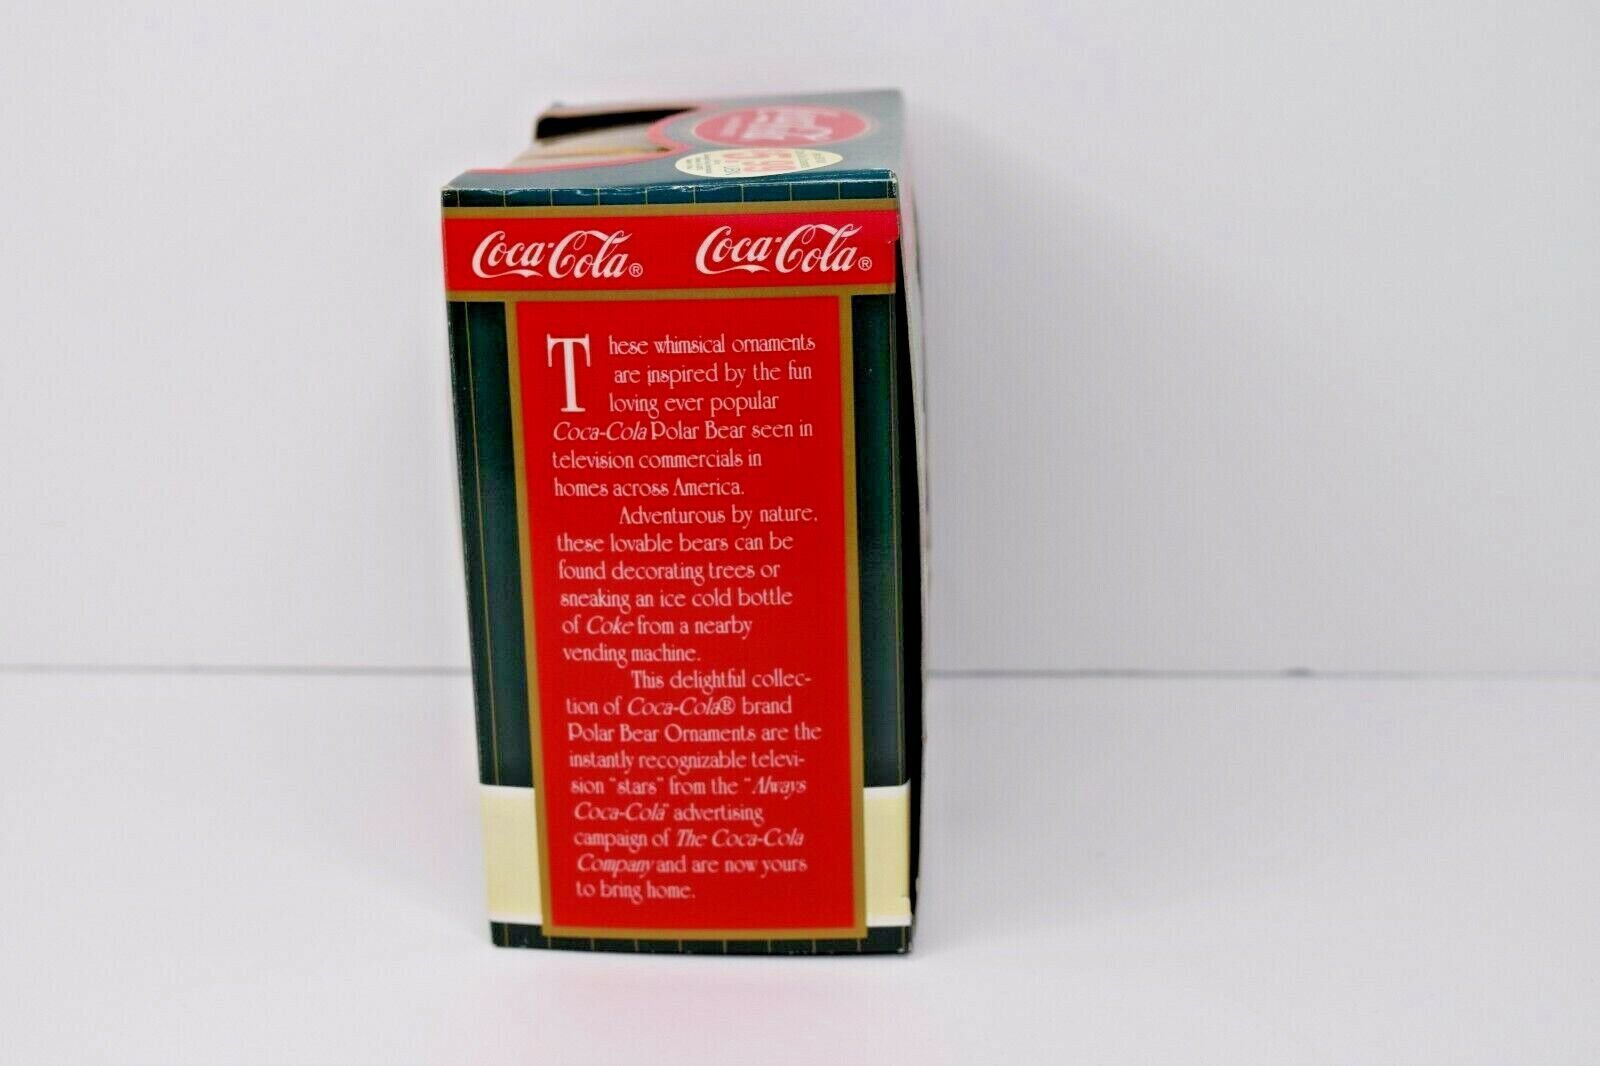 Coca-Cola® Coca-Cola®
These whimsical ornaments
are inspired by the fun
loving ever popular
Coca-Cola Polar Bear seen in
television commercials in
homes across America.
Adventurous by nature,
these lovable bears can be
found decorating trees or
sneaking an ice cold bottle
of Coke from a nearby
vending machine.
This delightful collec-
tion of Coca-Cola® brand
Polar Bear Ornaments are the
instantly recognizable televi-
sion "stars" from the "Always
Coca-Cola" advertising
campaign of The Coca-Cola
Company and are now yours
to bring home.